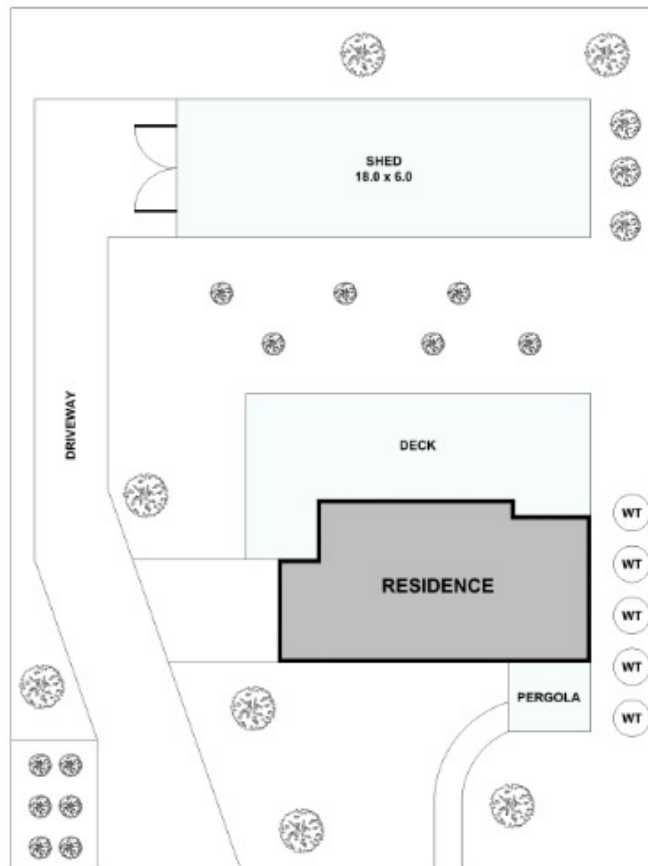 SHED
18.0 x 6.0
DRIVEWAY
DECK
WT
WT
RESIDENCE
WT
WT
PERGOLA
WT